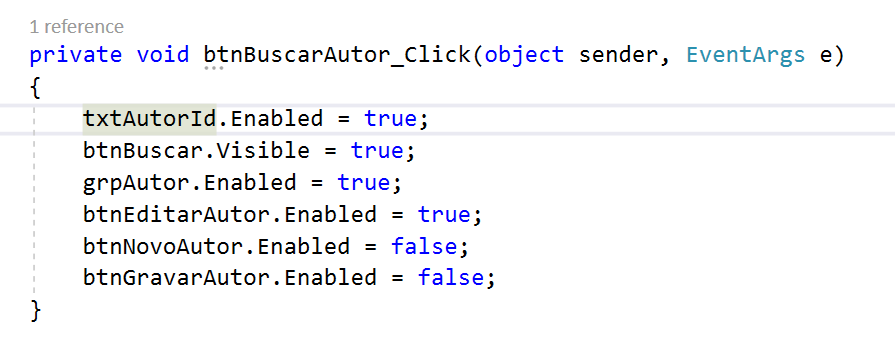 1 reference
private void btnBuscarAutor_Click(object sender, EventArgs e)
{
txtAutorId.Enabled = true;
btnBuscar.Visible = true;
grpAutor.Enabled = true;
btnEditarAutor.Enabled = true;
btnNovoAutor.Enabled = false;
btnGravarAutor.Enabled = false;
}